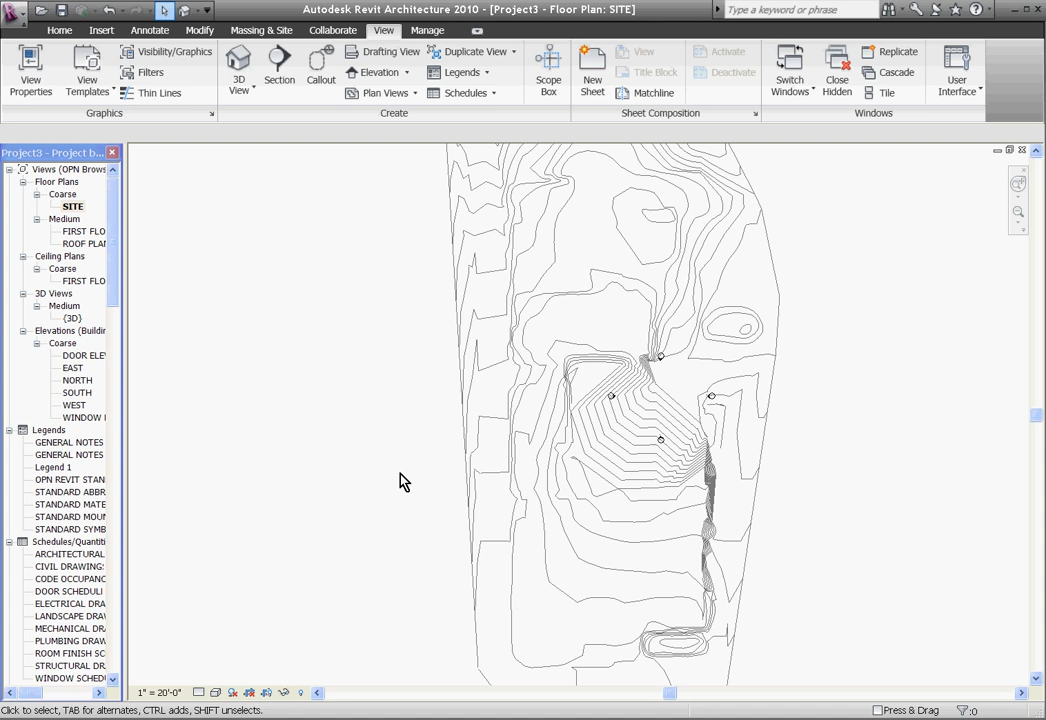 Autodesk Revit Architecture 2010 - [Project3 - Floor Plan: SITE]
Type a keyword or phrase
Home Insert Annotate Modify Massing & Site Collaborate View Manage
View Properties
View Templates
Visibility/Graphics
Filters
Thin Lines
3D View
Section
Callout
Drafting View
Elevation
Plan Views
Duplicate View
Legends
Schedules
Scope Box
New Sheet
View
Title Block
Matchline
Activate
Deactivate
Switch Windows
Close Hidden
Replicate
Cascade
Tile
User Interface
Graphics Create Sheet Composition Windows
Project3 - Project b...
Views (OPN Brows
Floor Plans
Coarse
SITE
Medium
FIRST FLO
ROOF PLAN
Ceiling Plans
Coarse
FIRST FLO
3D Views
Medium
{3D}
Elevations (Buildin
Coarse
DOOR ELE
EAST
NORTH
SOUTH
WEST
WINDOW
Legends
GENERAL NOTES
GENERAL NOTES
Legend 1
OPN REVIT STAN
STANDARD ABBR
STANDARD MATE
STANDARD MOUN
STANDARD SYMB
Schedules/Quantiti
ARCHITECTURAL
CIVIL DRAWING
CODE OCCUPANC
DOOR SCHEDUL
ELECTRICAL DRA
LANDSCAPE DRAW
MECHANICAL DR
PLUMBING DRAW
ROOM FINISH SC
STRUCTURAL DR
WINDOW SCHED
1" = 20'-0"
Click to select, TAB for alternates, CTRL adds, SHIFT unselects.
Press & Drag
:0